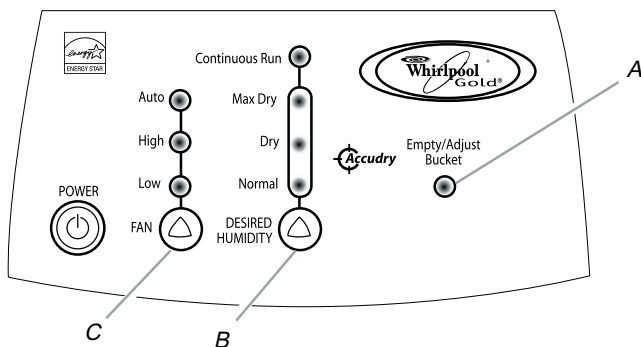 energy
ENERGY STAR
Continuous Run
Auto
Max Dry
High
Dry
Low
Normal
POWER
FAN
DESIRED
HUMIDITY
Accudry
Whirlpool®
GOLD®
Empty/Adjust
Bucket
A
B
C